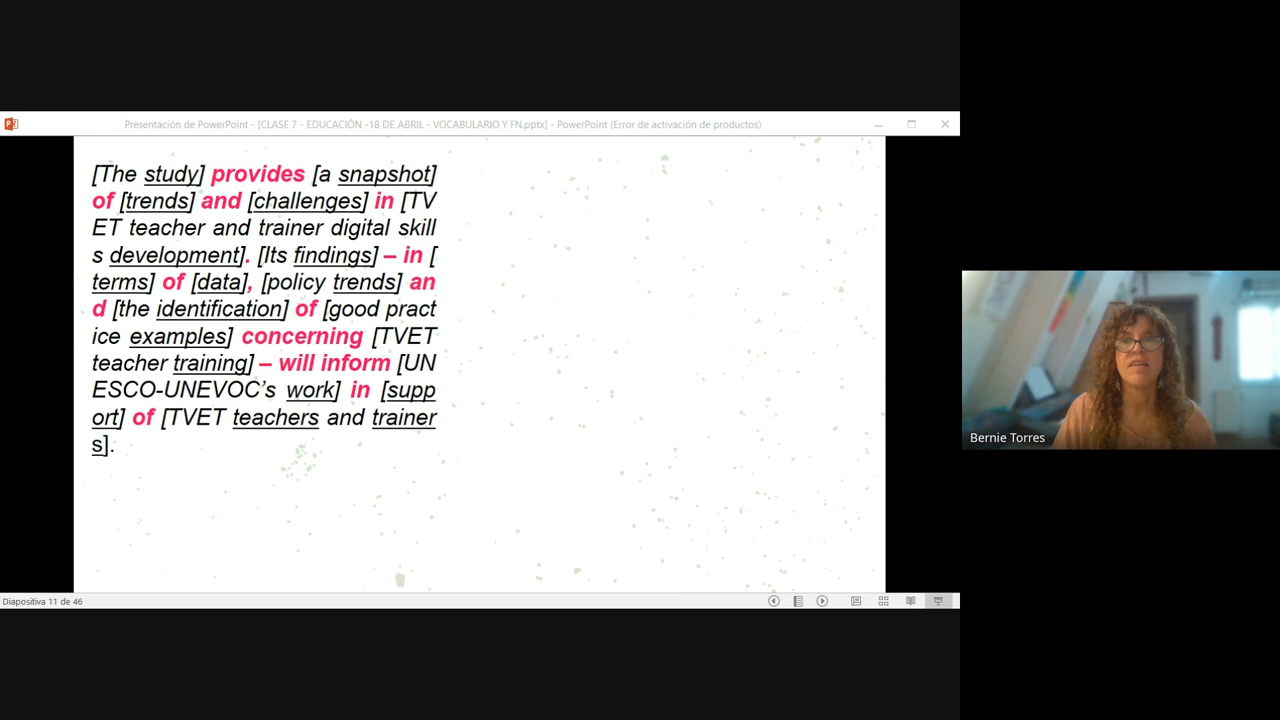 Presentación de PowerPoint - [CLASE 7 - EDUCACIÓN -18 DE ABRIL - VOCABULARIO Y FN.pptx] - PowerPoint (Error de activación de productos)
[The study] provides [a snapshot]
of [trends] and [challenges] in [TV
ET teacher and trainer digital skill
s development]. [Its findings] – in [
terms] of [data], [policy trends] an
d [the identification] of [good pract
ice examples] concerning [TVET
teacher training] – will inform [UN
ESCO-UNEVOC’s work] in [supp
ort] of [TVET teachers and trainer
s].
Bernie Torres
Diapositiva 11 de 46